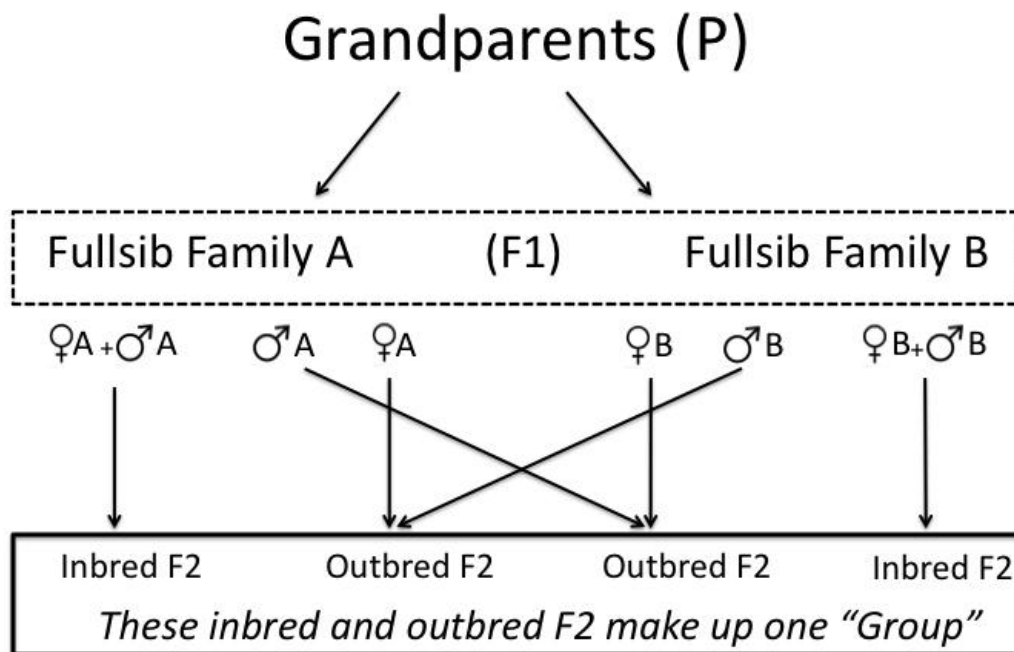 Grandparents (P)
Fullsib Family A (F1) Fullsib Family B
♀A +♂A ♂A ♀A ♀B ♂B ♀B+♂B
Inbred F2 Outbred F2 Outbred F2 Inbred F2
These inbred and outbred F2 make up one “Group”